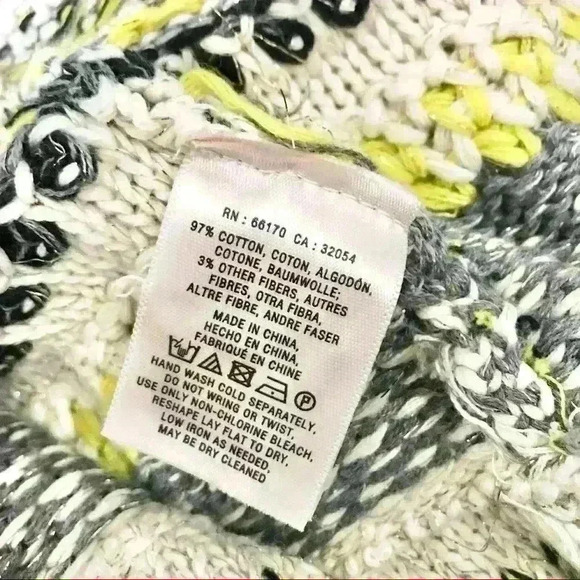 RN : 66170 CA : 32054
97% COTTON, COTON, ALGODÓN,
COTONE, BAUMWOLLE;
3% OTHER FIBERS, AUTRES
FIBRES, OTRA FIBRA,
ALTRE FIBRE, ANDRE FASER
MADE IN CHINA,
HECHO EN CHINA,
FABRIQUÉ EN CHINE
P
HAND WASH COLD SEPARATELY,
DO NOT WRING OR TWIST,
USE ONLY NON-CHLORINE BLEACH,
RESHAPE LAY FLAT TO DRY,
LOW IRON AS NEEDED,
MAY BE DRY CLEANED